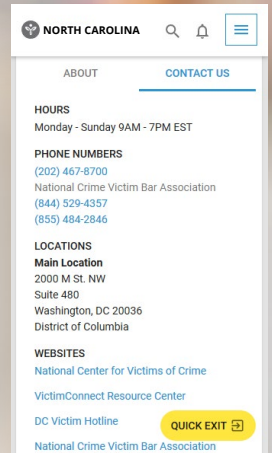 NORTH CAROLINA
ABOUT
CONTACT US
HOURS
Monday - Sunday 9AM - 7PM EST
PHONE NUMBERS
(202) 467-8700
National Crime Victim Bar Association
(844) 529-4357
(855) 484-2846
LOCATIONS
Main Location
2000 M St. NW
Suite 480
Washington, DC 20036
District of Columbia
WEBSITES
National Center for Victims of Crime
VictimConnect Resource Center
DC Victim Hotline
QUICK EXIT
National Crime Victim Bar Association